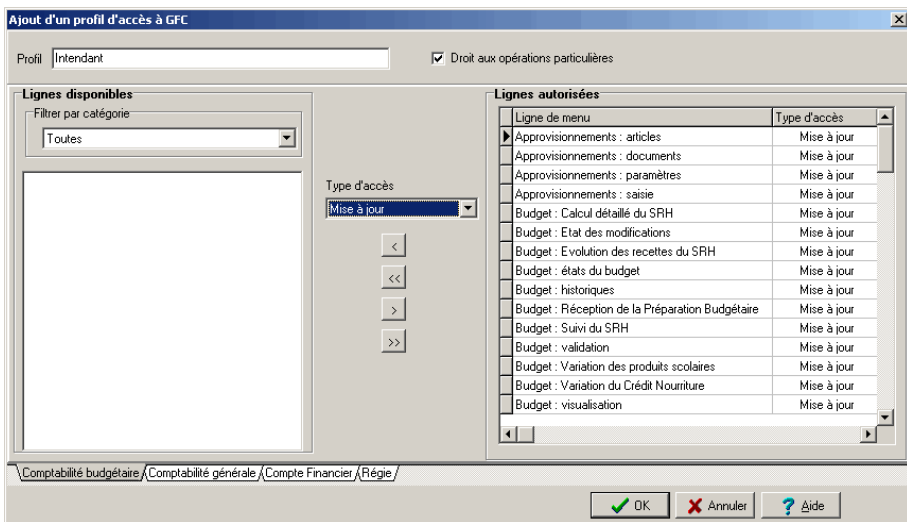 Ajout d'un profil d'accès à GFC
Profil Intendant
Droit aux opérations particulières
Lignes disponibles
Filtrer par catégorie
Toutes
Type d'accès
Mise à jour
<
<<
>
>>
Lignes autorisées
Ligne de menu Type d'accès
Approvisionnements : articles Mise à jour
Approvisionnements : documents Mise à jour
Approvisionnements : paramètres Mise à jour
Approvisionnements : saisie Mise à jour
Budget : Calcul détaillé du SRH Mise à jour
Budget : Etat des modifications Mise à jour
Budget : Evolution des recettes du SRH Mise à jour
Budget : états du budget Mise à jour
Budget : historiques Mise à jour
Budget : Réception de la Préparation Budgétaire Mise à jour
Budget : Suivi du SRH Mise à jour
Budget : validation Mise à jour
Budget : Variation des produits scolaires Mise à jour
Budget : Variation du Crédit Nourriture Mise à jour
Budget : visualisation Mise à jour
Comptabilité budgétaire Comptabilité générale Compte Financier Régie
OK Annuler ? Aide